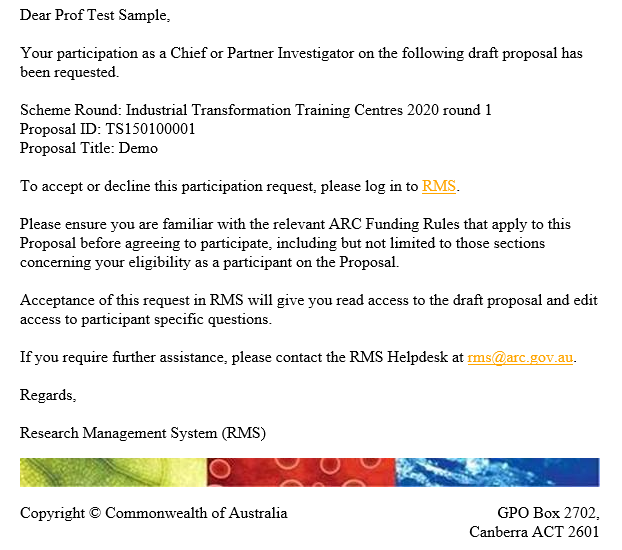 Dear Prof Test Sample,
Your participation as a Chief or Partner Investigator on the following draft proposal has
been requested.
Scheme Round: Industrial Transformation Training Centres 2020 round 1
Proposal ID: TS150100001
Proposal Title: Demo
To accept or decline this participation request, please log in to RMS.
Please ensure you are familiar with the relevant ARC Funding Rules that apply to this
Proposal before agreeing to participate, including but not limited to those sections
concerning your eligibility as a participant on the Proposal.
Acceptance of this request in RMS will give you read access to the draft proposal and edit
access to participant specific questions.
If you require further assistance, please contact the RMS Helpdesk at rms@arc.gov.au.
Regards,
Research Management System (RMS)
Copyright © Commonwealth of Australia
GPO Box 2702,
Canberra ACT 2601